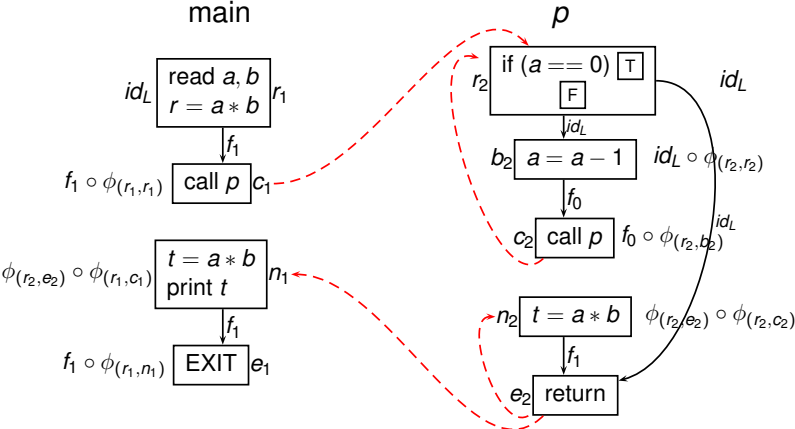 main
p
id_L
read a, b
r = a ∗ b
r_1
f_1
f_1 ∘ ϕ_(r_1,r_1)
call p
c_1
ϕ_(r_2,e_2) ∘ ϕ_(r_1,c_1)
t = a ∗ b
print t
n_1
f_1
f_1 ∘ ϕ_(r_1,n_1)
EXIT
e_1
r_2
if (a == 0) T
F
id_L
id_L
b_2
a = a − 1
id_L ∘ ϕ_(r_2,r_2)
f_0
c_2
call p
f_0 ∘ ϕ_(r_2,b_2)
id_L
n_2
t = a ∗ b
ϕ_(r_2,e_2) ∘ ϕ_(r_2,c_2)
f_1
e_2
return